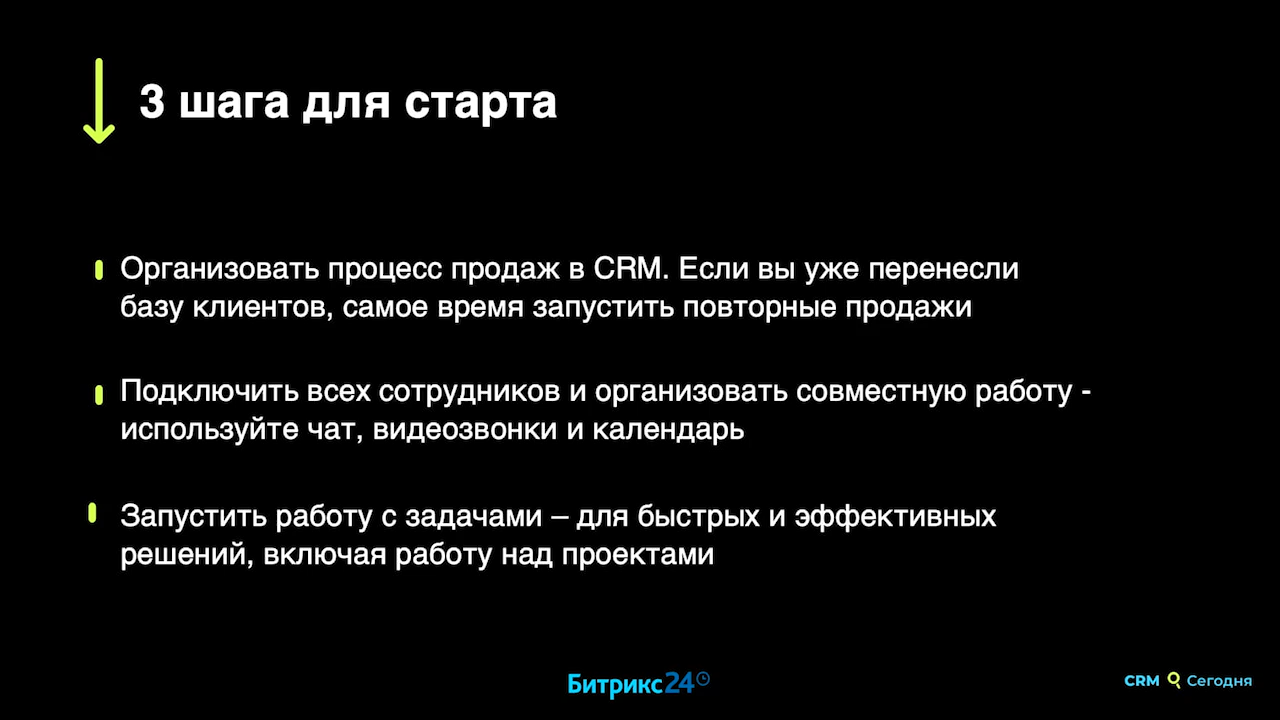 3 шага для старта
Организовать процесс продаж в CRM. Если вы уже перенесли
базу клиентов, самое время запустить повторные продажи
Подключить всех сотрудников и организовать совместную работу -
используйте чат, видеозвонки и календарь
Запустить работу с задачами – для быстрых и эффективных
решений, включая работу над проектами
Битрикс24
CRM Сегодня